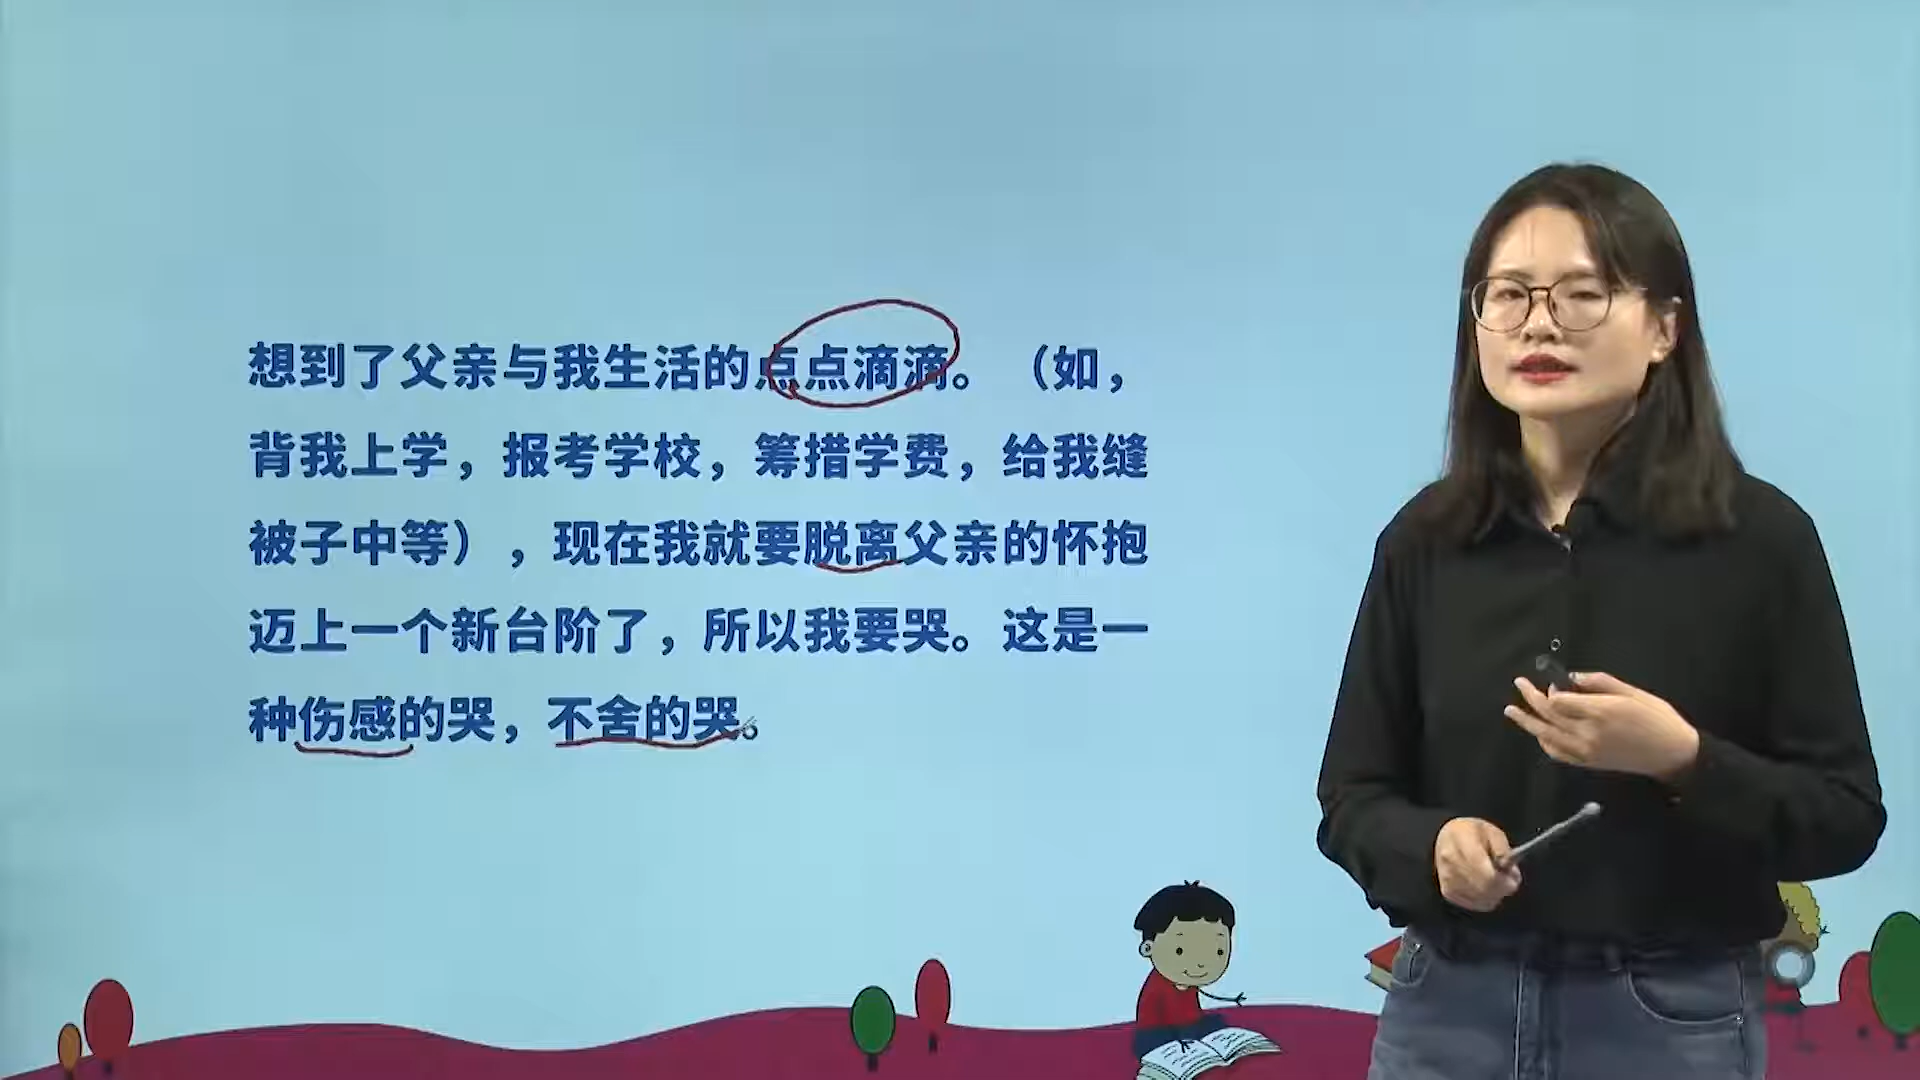 想到了父亲与我生活的点点滴滴。（如，
背我上学，报考学校，筹措学费，给我缝
被子中等），现在我就要脱离父亲的怀抱
迈上一个新台阶了，所以我要哭。这是一
种伤感的哭，不舍的哭。